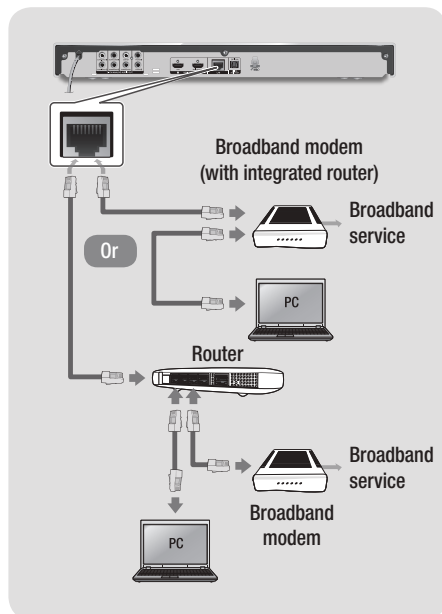 Broadband modem
(with integrated router)
Broadband
service
Or
PC
Router
Broadband
service
Broadband
modem
PC